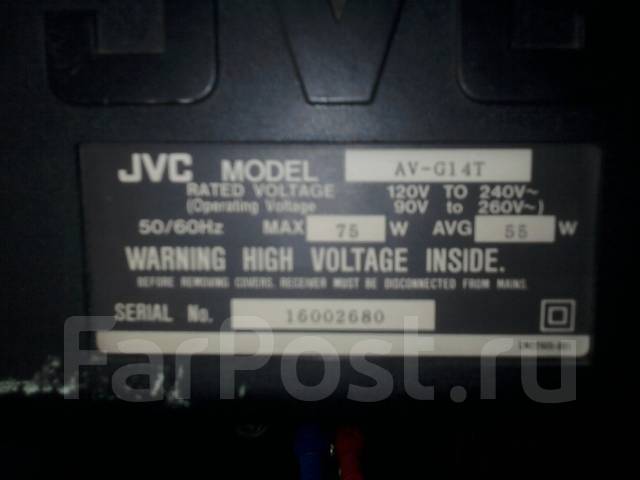 JVC
JVC MODEL AV-G14T
RATED VOLTAGE 120V TO 240V~
(Operating Voltage 90V to 260V~)
50/60Hz MAX 75 W AVG 55 W
WARNING HIGH VOLTAGE INSIDE.
BEFORE REMOVING COVERS, RECEIVER MUST BE DISCONNECTED FROM MAINS.
SERIAL No. 16002680
FarPost.ru